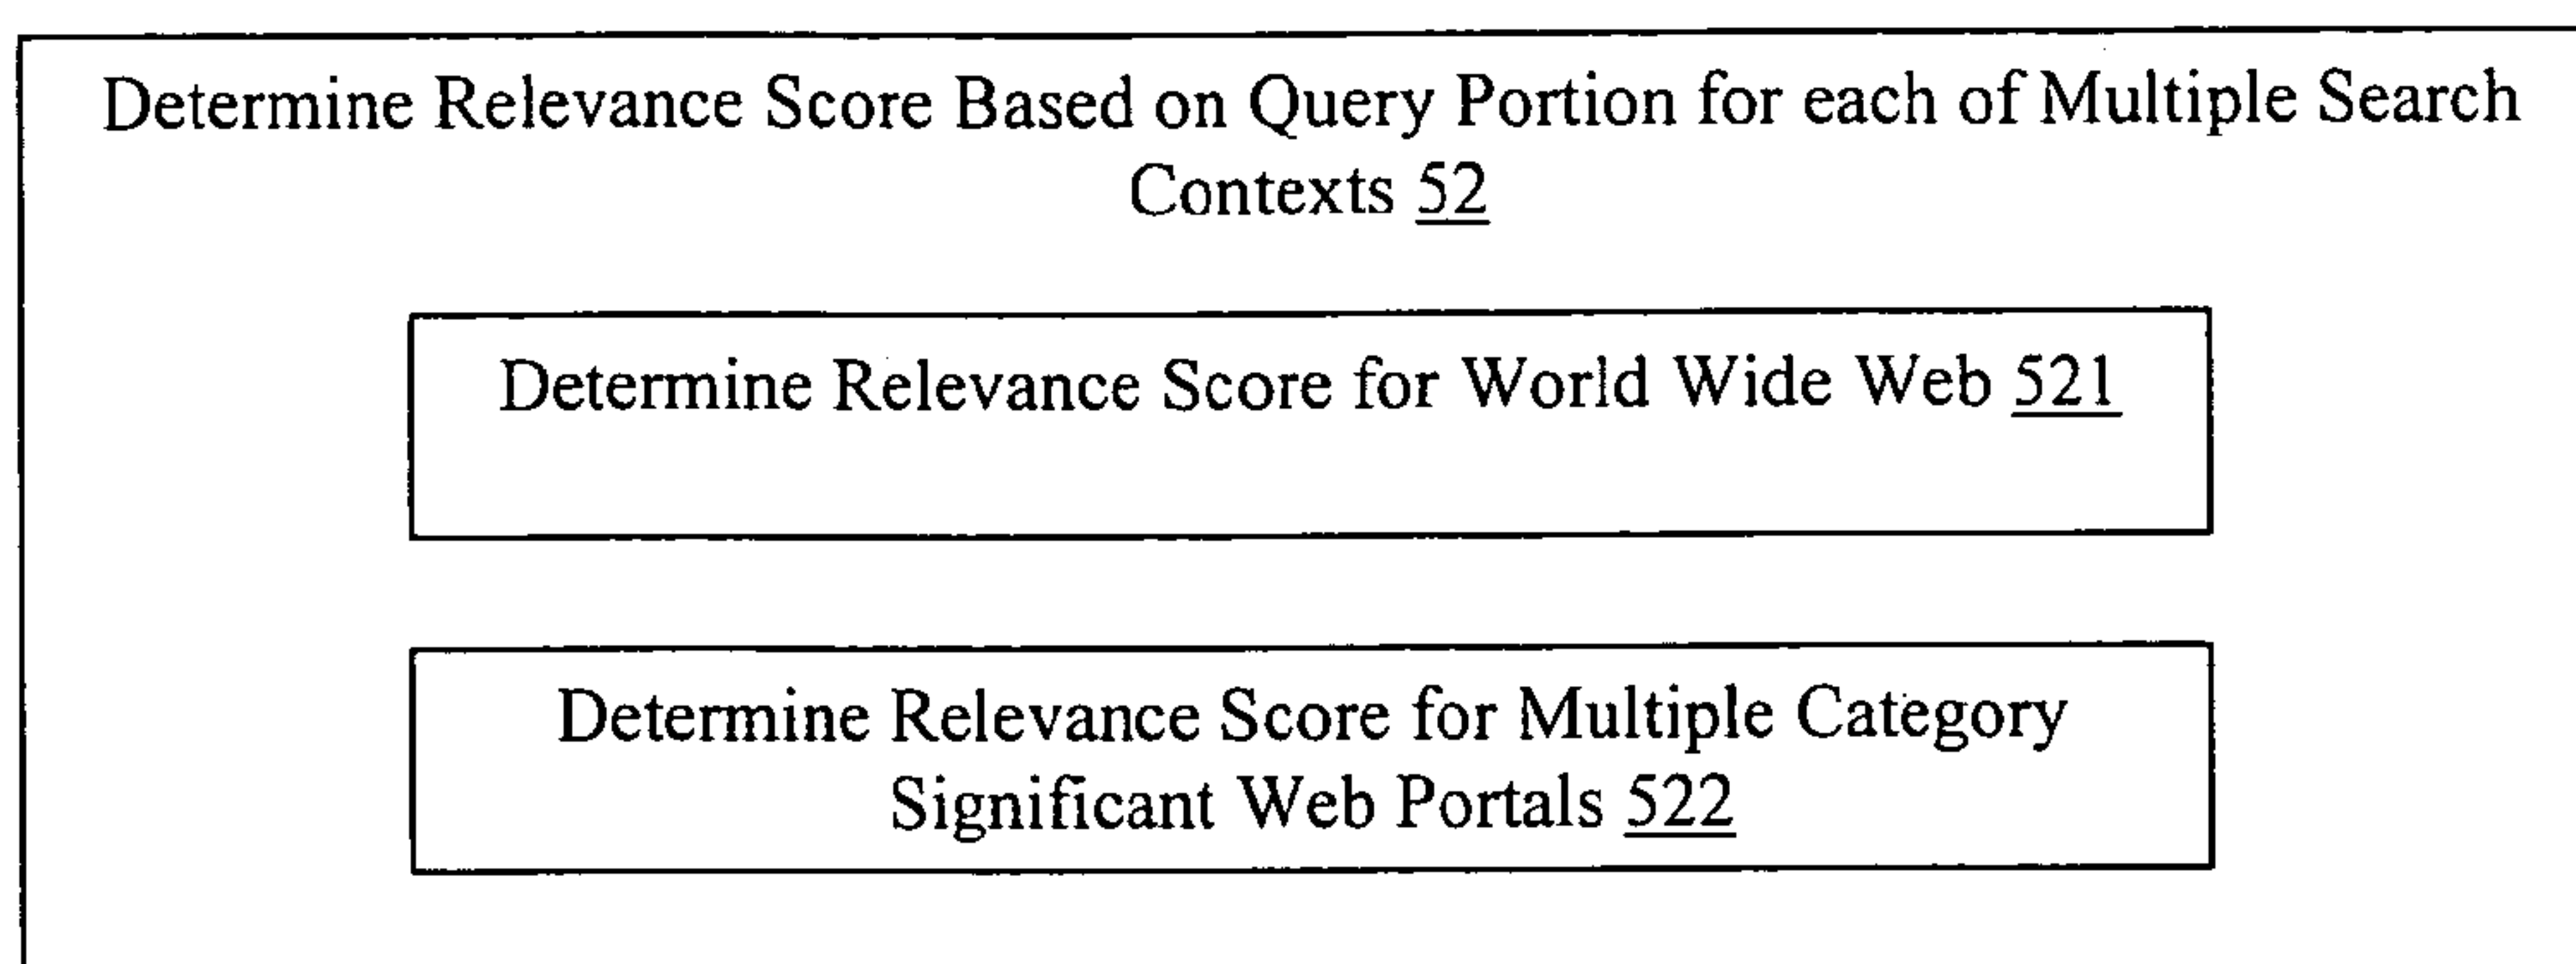 Determine Relevance Score Based on Query Portion for each of Multiple Search
Contexts 52
Determine Relevance Score for World Wide Web 521
Determine Relevance Score for Multiple Category
Significant Web Portals 522